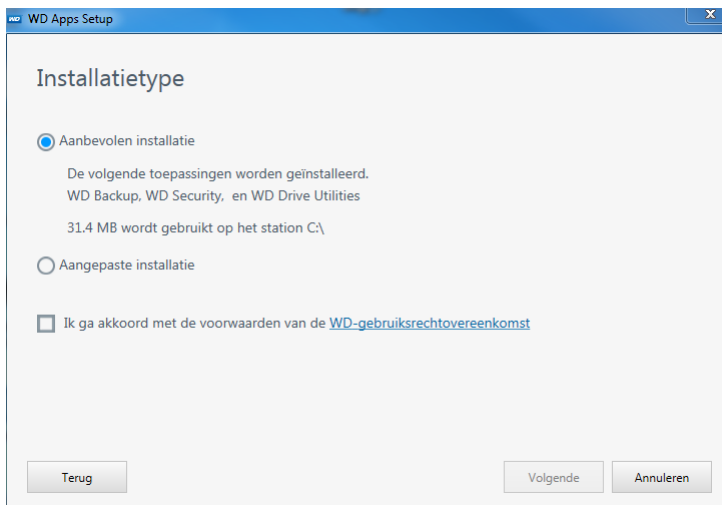 WD WD Apps Setup X
Installatietype
Aanbevolen installatie
De volgende toepassingen worden geïnstalleerd.
WD Backup, WD Security, en WD Drive Utilities
31.4 MB wordt gebruikt op het station C:\
Aangepaste installatie
Ik ga akkoord met de voorwaarden van de WD-gebruiksrechtovereenkomst
Terug Volgende Annuleren